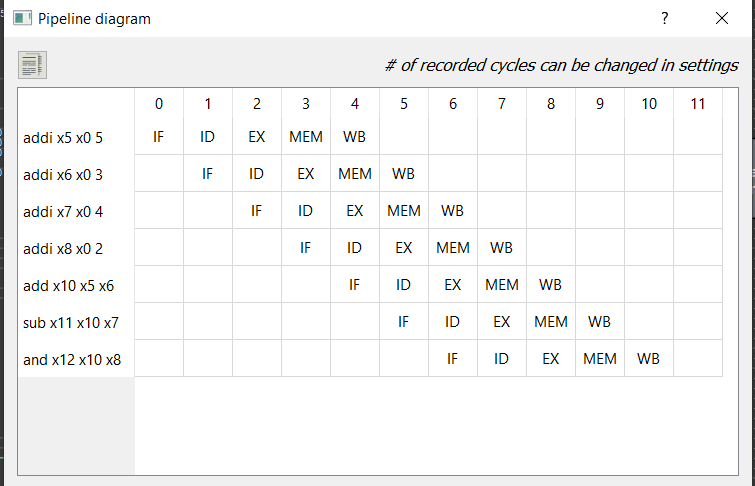 Pipeline diagram ?
# of recorded cycles can be changed in settings
0 1 2 3 4 5 6 7 8 9 10 11
addi x5 x0 5 IF ID EX MEM WB
addi x6 x0 3 IF ID EX MEM WB
addi x7 x0 4 IF ID EX MEM WB
addi x8 x0 2 IF ID EX MEM WB
add x10 x5 x6 IF ID EX MEM WB
sub x11 x10 x7 IF ID EX MEM WB
and x12 x10 x8 IF ID EX MEM WB